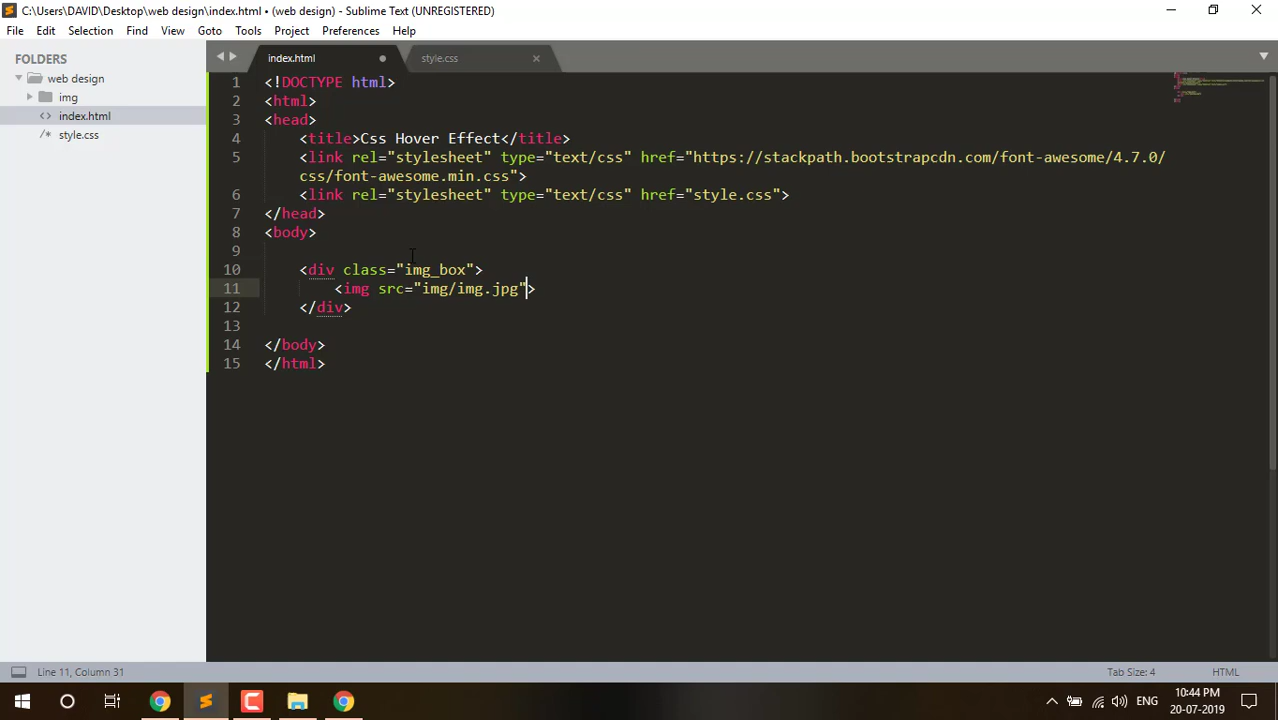 C:\Users\DAVID\Desktop\web design\index.html • (web design) - Sublime Text (UNREGISTERED)
File Edit Selection Find View Goto Tools Project Preferences Help
FOLDERS
web design
img
<> index.html
/* style.css
index.html
style.css
1 <!DOCTYPE html>
2 <html>
3 <head>
4 <title>Css Hover Effect</title>
5 <link rel="stylesheet" type="text/css" href="https://stackpath.bootstrapcdn.com/font-awesome/4.7.0/
css/font-awesome.min.css">
6 <link rel="stylesheet" type="text/css" href="style.css">
7 </head>
8 <body>
9
10 <div class="img_box">
11 <img src="img/img.jpg">
12 </div>
13
14 </body>
15 </html>
Line 11, Column 31
Tab Size: 4
HTML
ENG
10:44 PM
20-07-2019